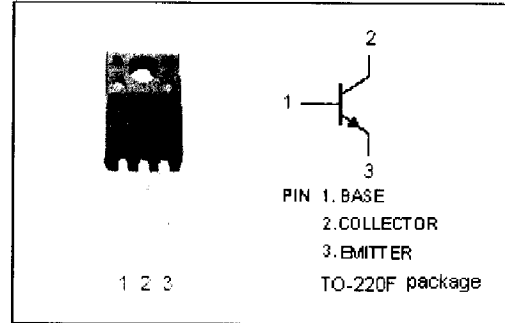 2
1
3
PIN 1. BASE
2.COLLECTOR
3. EMITTER
1 2 3
TO-220F package